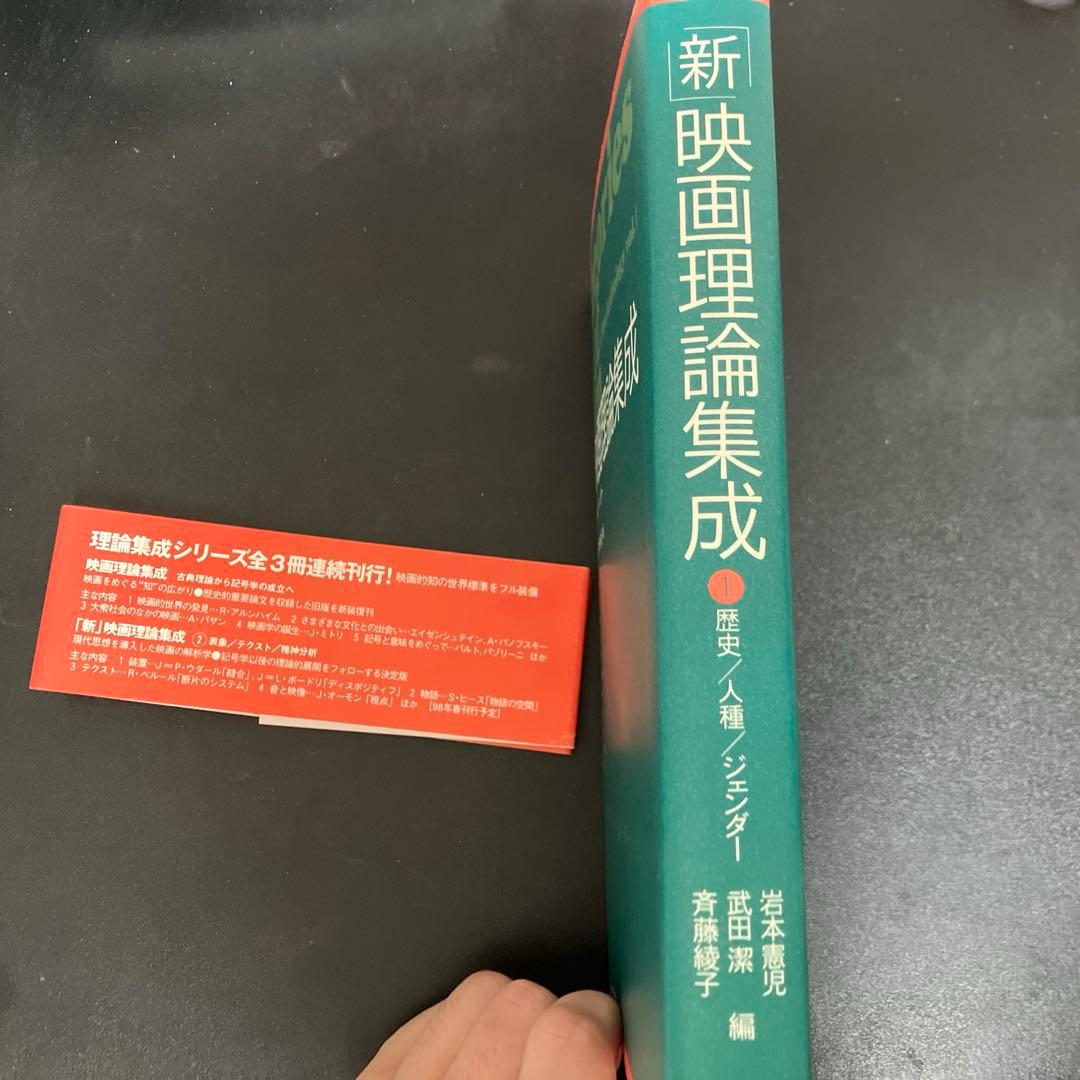 「新」映画理論集成
①歴史／人種／ジェンダー
岩本憲児
武田潔
斉藤綾子
編
理論集成
理論集成シリーズ全3冊連続刊行！映画的知の世界標準をフル装備
映画理論集成 古典理論から記号学の成立へ
映画をめぐる“知”の広がり●歴史的重要論文を収録した旧版を新装復刊
主な内容 1 映画的世界の発見…R・アルンハイム 2 さまざまな文化との出会い…エイゼンシュテイン、A・パノフスキー
3 大衆社会のなかの映画…A・バザン 4 映画学の誕生…J・ミトリ 5 記号と意味をめぐって…バルト、パゾリーニ ほか
「新」映画理論集成 ②表象／テクスト／精神分析
現代思想を導入した映画の解析学●記号学以後の理論的展開をフォローする決定版
主な内容 1 装置…J＝P・ウダール「縫合」、J＝L・ボードリ「ディスポジティフ」 2 物語…S・ヒース「物語の空間」
3 テクスト…R・ベルール「断片のシステム」 4 音と映像…J・オーモン「視点」 ほか ［98年春刊行予定］